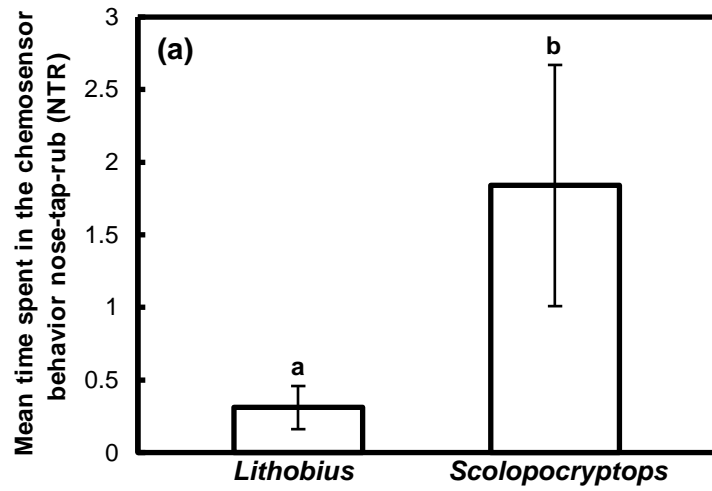 Mean time spent in the chemosensor
behavior nose-tap-rub (NTR)
3
2.5
2
1.5
1
0.5
0
(a)
a
b
Lithobius
Scolopocryptops